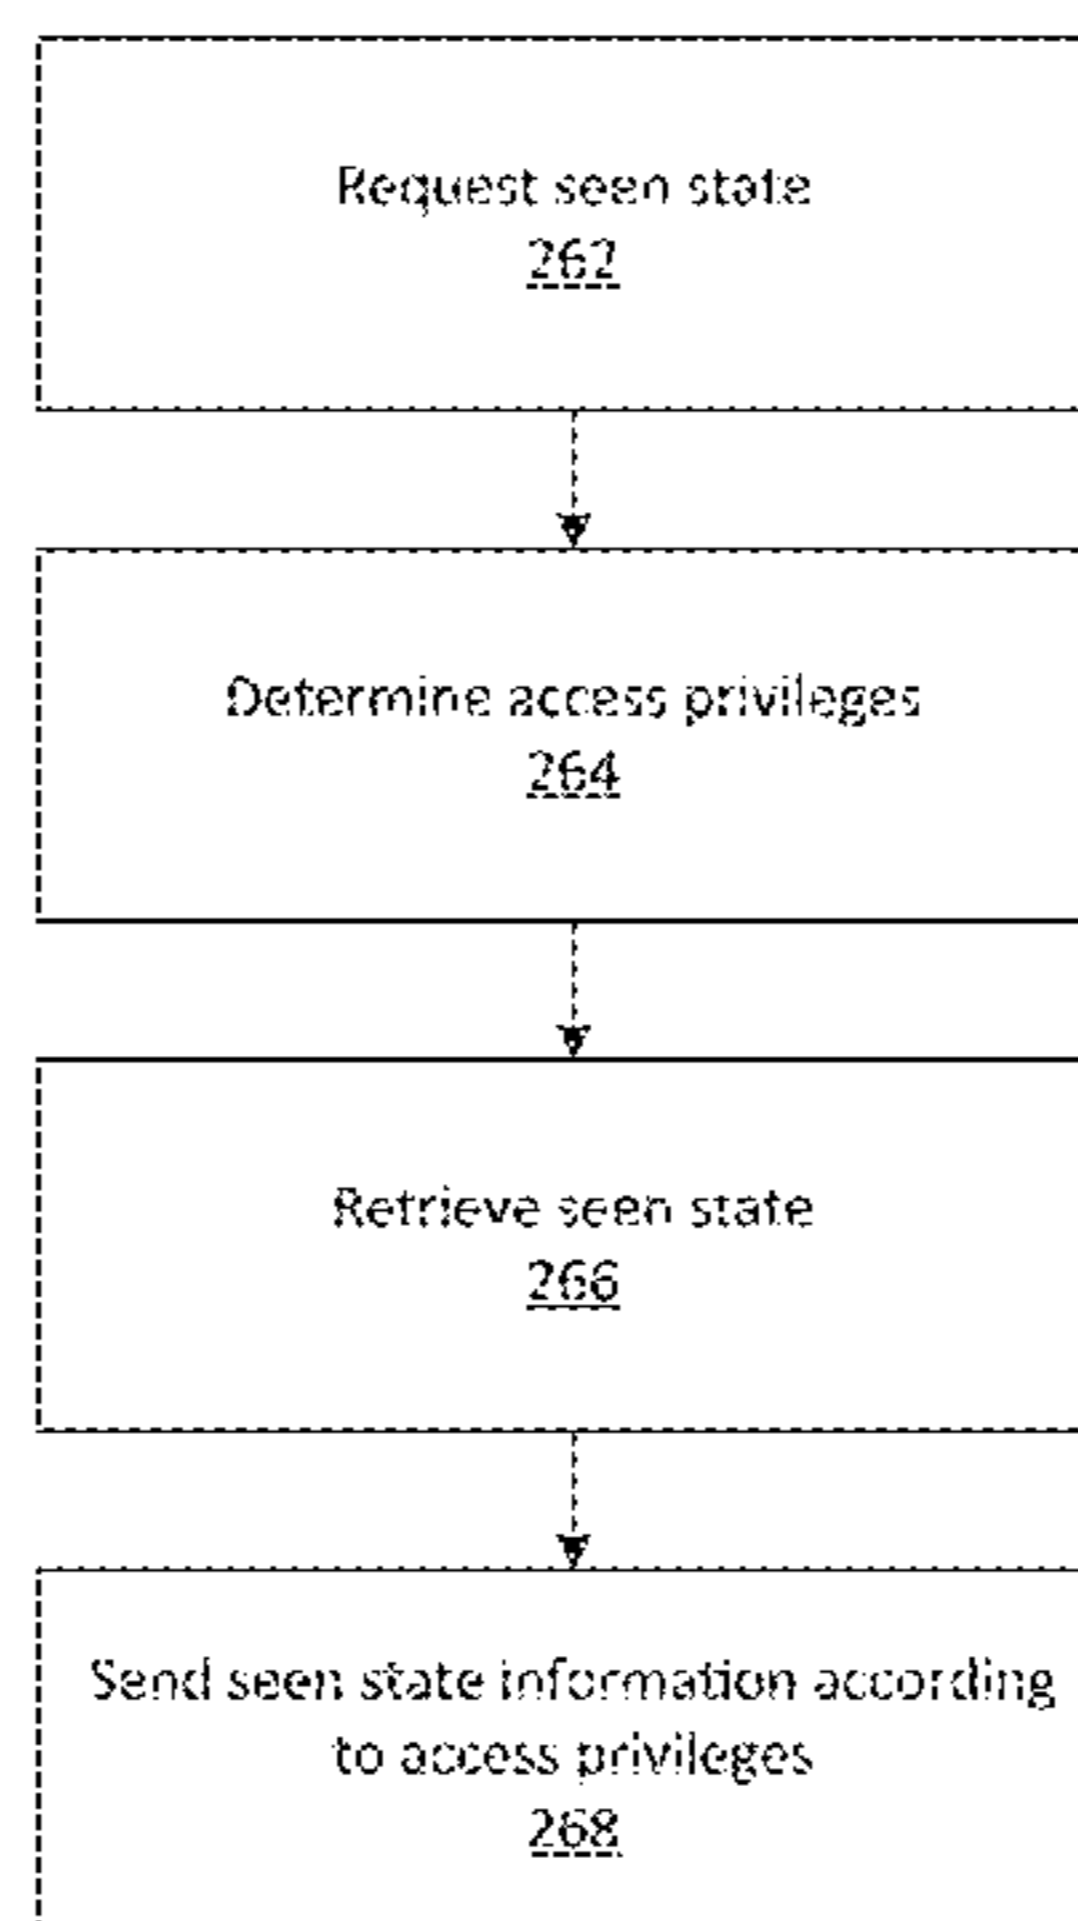 Request seen state
262
Determine access privileges
264
Retrieve seen state
266
Send seen state information according
to access privileges
268